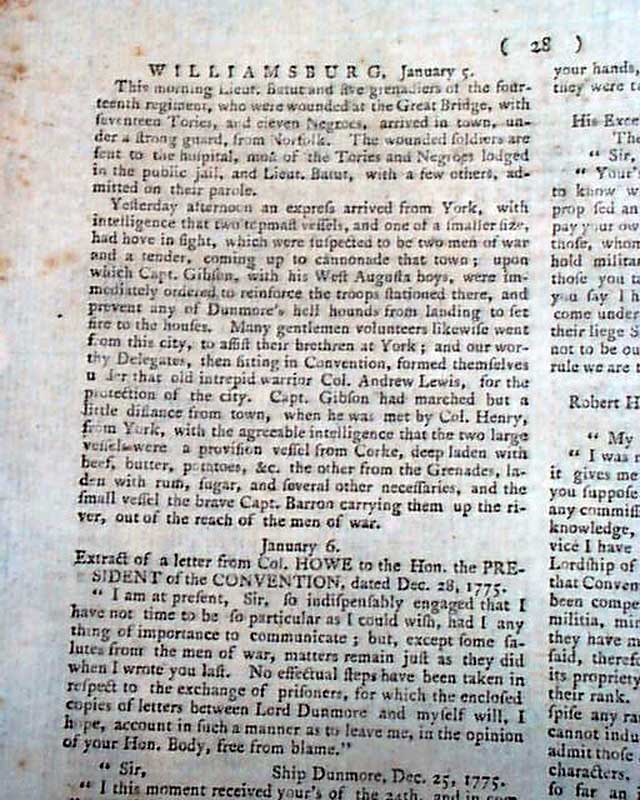 ( 28 )
WILLIAMSBURG, January 5.
This morning Lieut. Batut and five grenadiers of the four-
teenth regiment, who were wounded at the Great Bridge, with
seventeen Tories, and eleven Negroes, arrived in town, un-
der a strong guard, from Norfolk. The wounded soldiers are
sent to the hospital, most of the Tories and Negroes lodged
in the public jail, and Lieut. Batut, with a few others, ad-
mitted on their parole.
Yesterday afternoon an express arrived from York, with
intelligence that two topmast vessels, and one of a smaller size,
had hove in sight, which were suspected to be two men of war
and a tender, coming up to cannonade that town; upon
which Capt. Gibson, with his West Augusta boys, were im-
mediately ordered to reinforce the troops stationed there, and
prevent any of Dunmore's hell hounds from landing to set
fire to the houses. Many gentlemen volunteers likewise went
from this city, to assist their brethren at York; and our wor-
thy Delegates, then sitting in Convention, formed themselves
u der that old intrepid warrior Col. Andrew Lewis, for the
protection of the city. Capt. Gibson had marched but a
little distance from town, when he was met by Col. Henry,
from York, with the agreeable intelligence that the two large
vessels were a provision vessel from Corke, deep laden with
beef, butter, potatoes, &c. the other from the Grenades, la-
den with rum, sugar, and several other necessaries, and the
small vessel the brave Capt. Barron carrying them up the ri-
ver, out of the reach of the men of war.
January 6.
Extract of a letter from Col. HOWE to the Hon. the PRE-
SIDENT of the CONVENTION, dated Dec. 28, 1775.
" I am at present, Sir, so indispensably engaged that I
have not time to be so particular as I could wish, had I any
thing of importance to communicate; but, except some sa-
lutes from the men of war, matters remain just as they did
when I wrote you last. No effectual steps have been taken in
respect to the exchange of prisoners, for which the enclosed
copies of letters between Lord Dunmore and myself will, I
hope, account in such a manner as to leave me, in the opinion
of your Hon. Body, free from blame."
" Sir, Ship Dunmore, Dec. 25, 1775.
" I this moment received your's of the 24th, and in com
your hands,
they were t
His Exce
The
" Sir,
" Your's
to know w
prop sed an
pay your ow
those, whom
hold militar
those you ta
you say I h
come under
their liege S
not to be ou
rule we are t
Robert H
" My
" I was
it gives me
you suppose
any commiss
knowledge,
vice I have
Lordship of
that Conven
been compe
militia, min
they have m
said, theref
its propriety
their rank.
spise any ra
cannot indu
admit those
characters,
so far an i